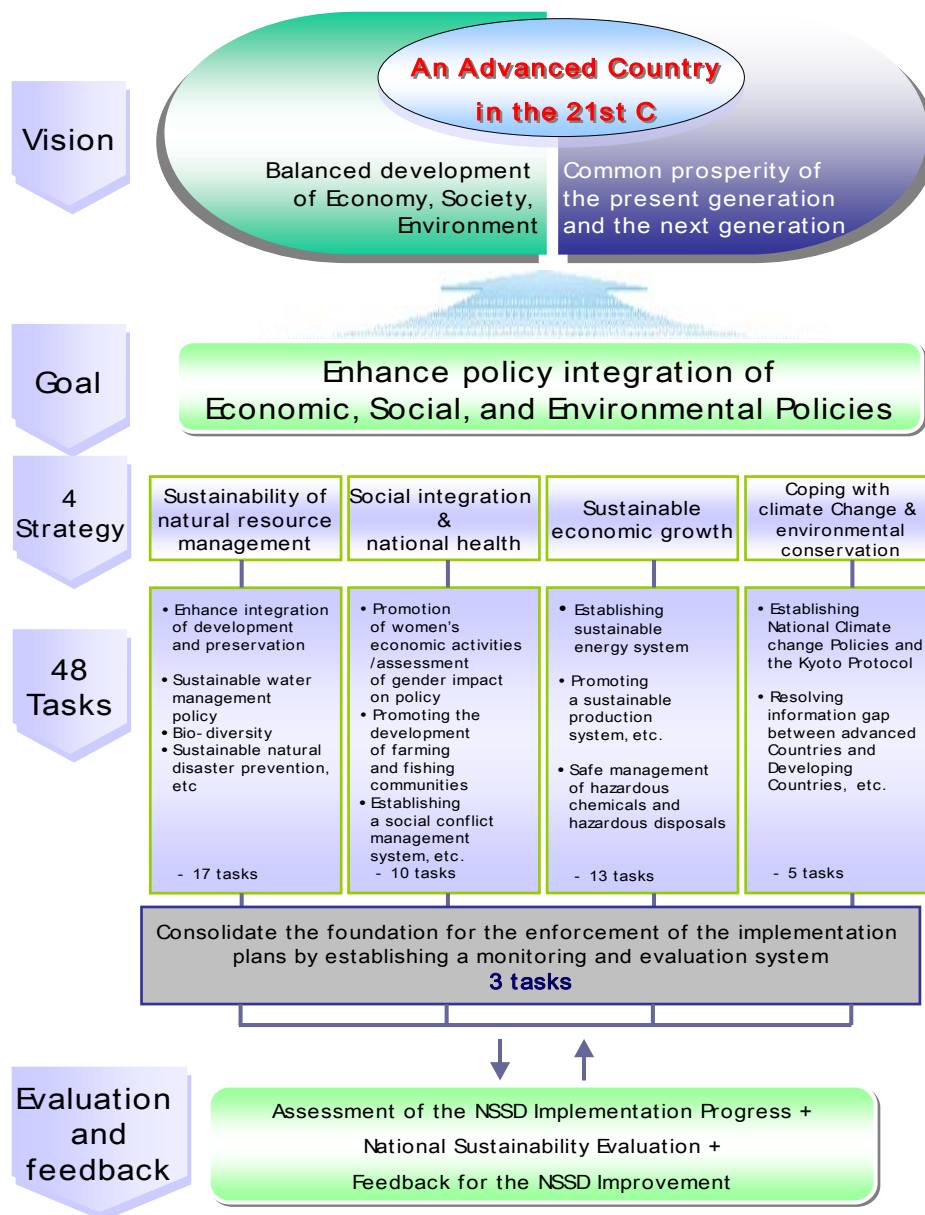 An Advanced Country
in the 21st C
Vision
Balanced development
of Economy, Society,
Environment
Common prosperity of
the present generation
and the next generation
Goal
Enhance policy integration of
Economic, Social, and Environmental Policies
4
Strategy
Sustainability of
natural resource
management
Social integration
&
national health
Sustainable
economic growth
Coping with
climate Change &
environmental
conservation
48
Tasks
• Enhance integration
of development
and preservation
• Sustainable water
management
policy
• Bio-diversity
• Sustainable natural
disaster prevention,
etc
- 17 tasks
• Promotion
of women's
economic activities
/assessment
of gender impact
on policy
• Promoting the
development
of farming
and fishing
communities
• Establishing
a social conflict
management
system, etc.
- 10 tasks
• Establishing
sustainable
energy system
• Promoting
a sustainable
production
system, etc.
• Safe management
of hazardous
chemicals and
hazardous disposals
- 13 tasks
• Establishing
National Climate
change Policies and
the Kyoto Protocol
• Resolving
information gap
between advanced
Countries and
Developing
Countries, etc.
- 5 tasks
Consolidate the foundation for the enforcement of the implementation
plans by establishing a monitoring and evaluation system
3 tasks
Evaluation
and
feedback
Assessment of the NSSD Implementation Progress +
National Sustainability Evaluation +
Feedback for the NSSD Improvement